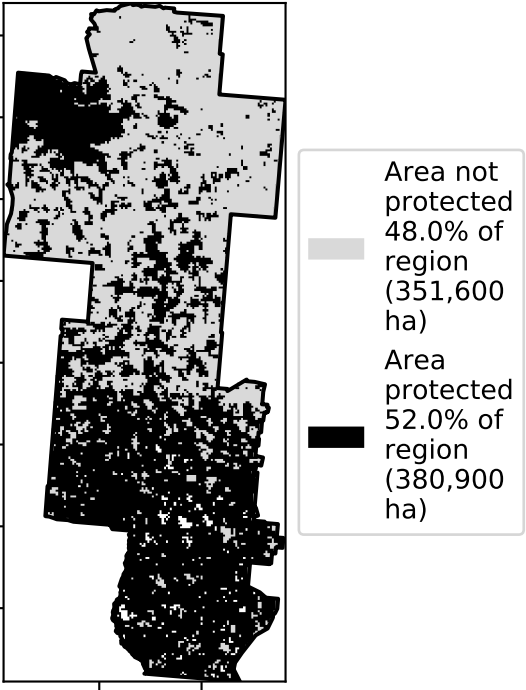 Area not
protected
48.0% of
region
(351,600
ha)
Area
protected
52.0% of
region
(380,900
ha)